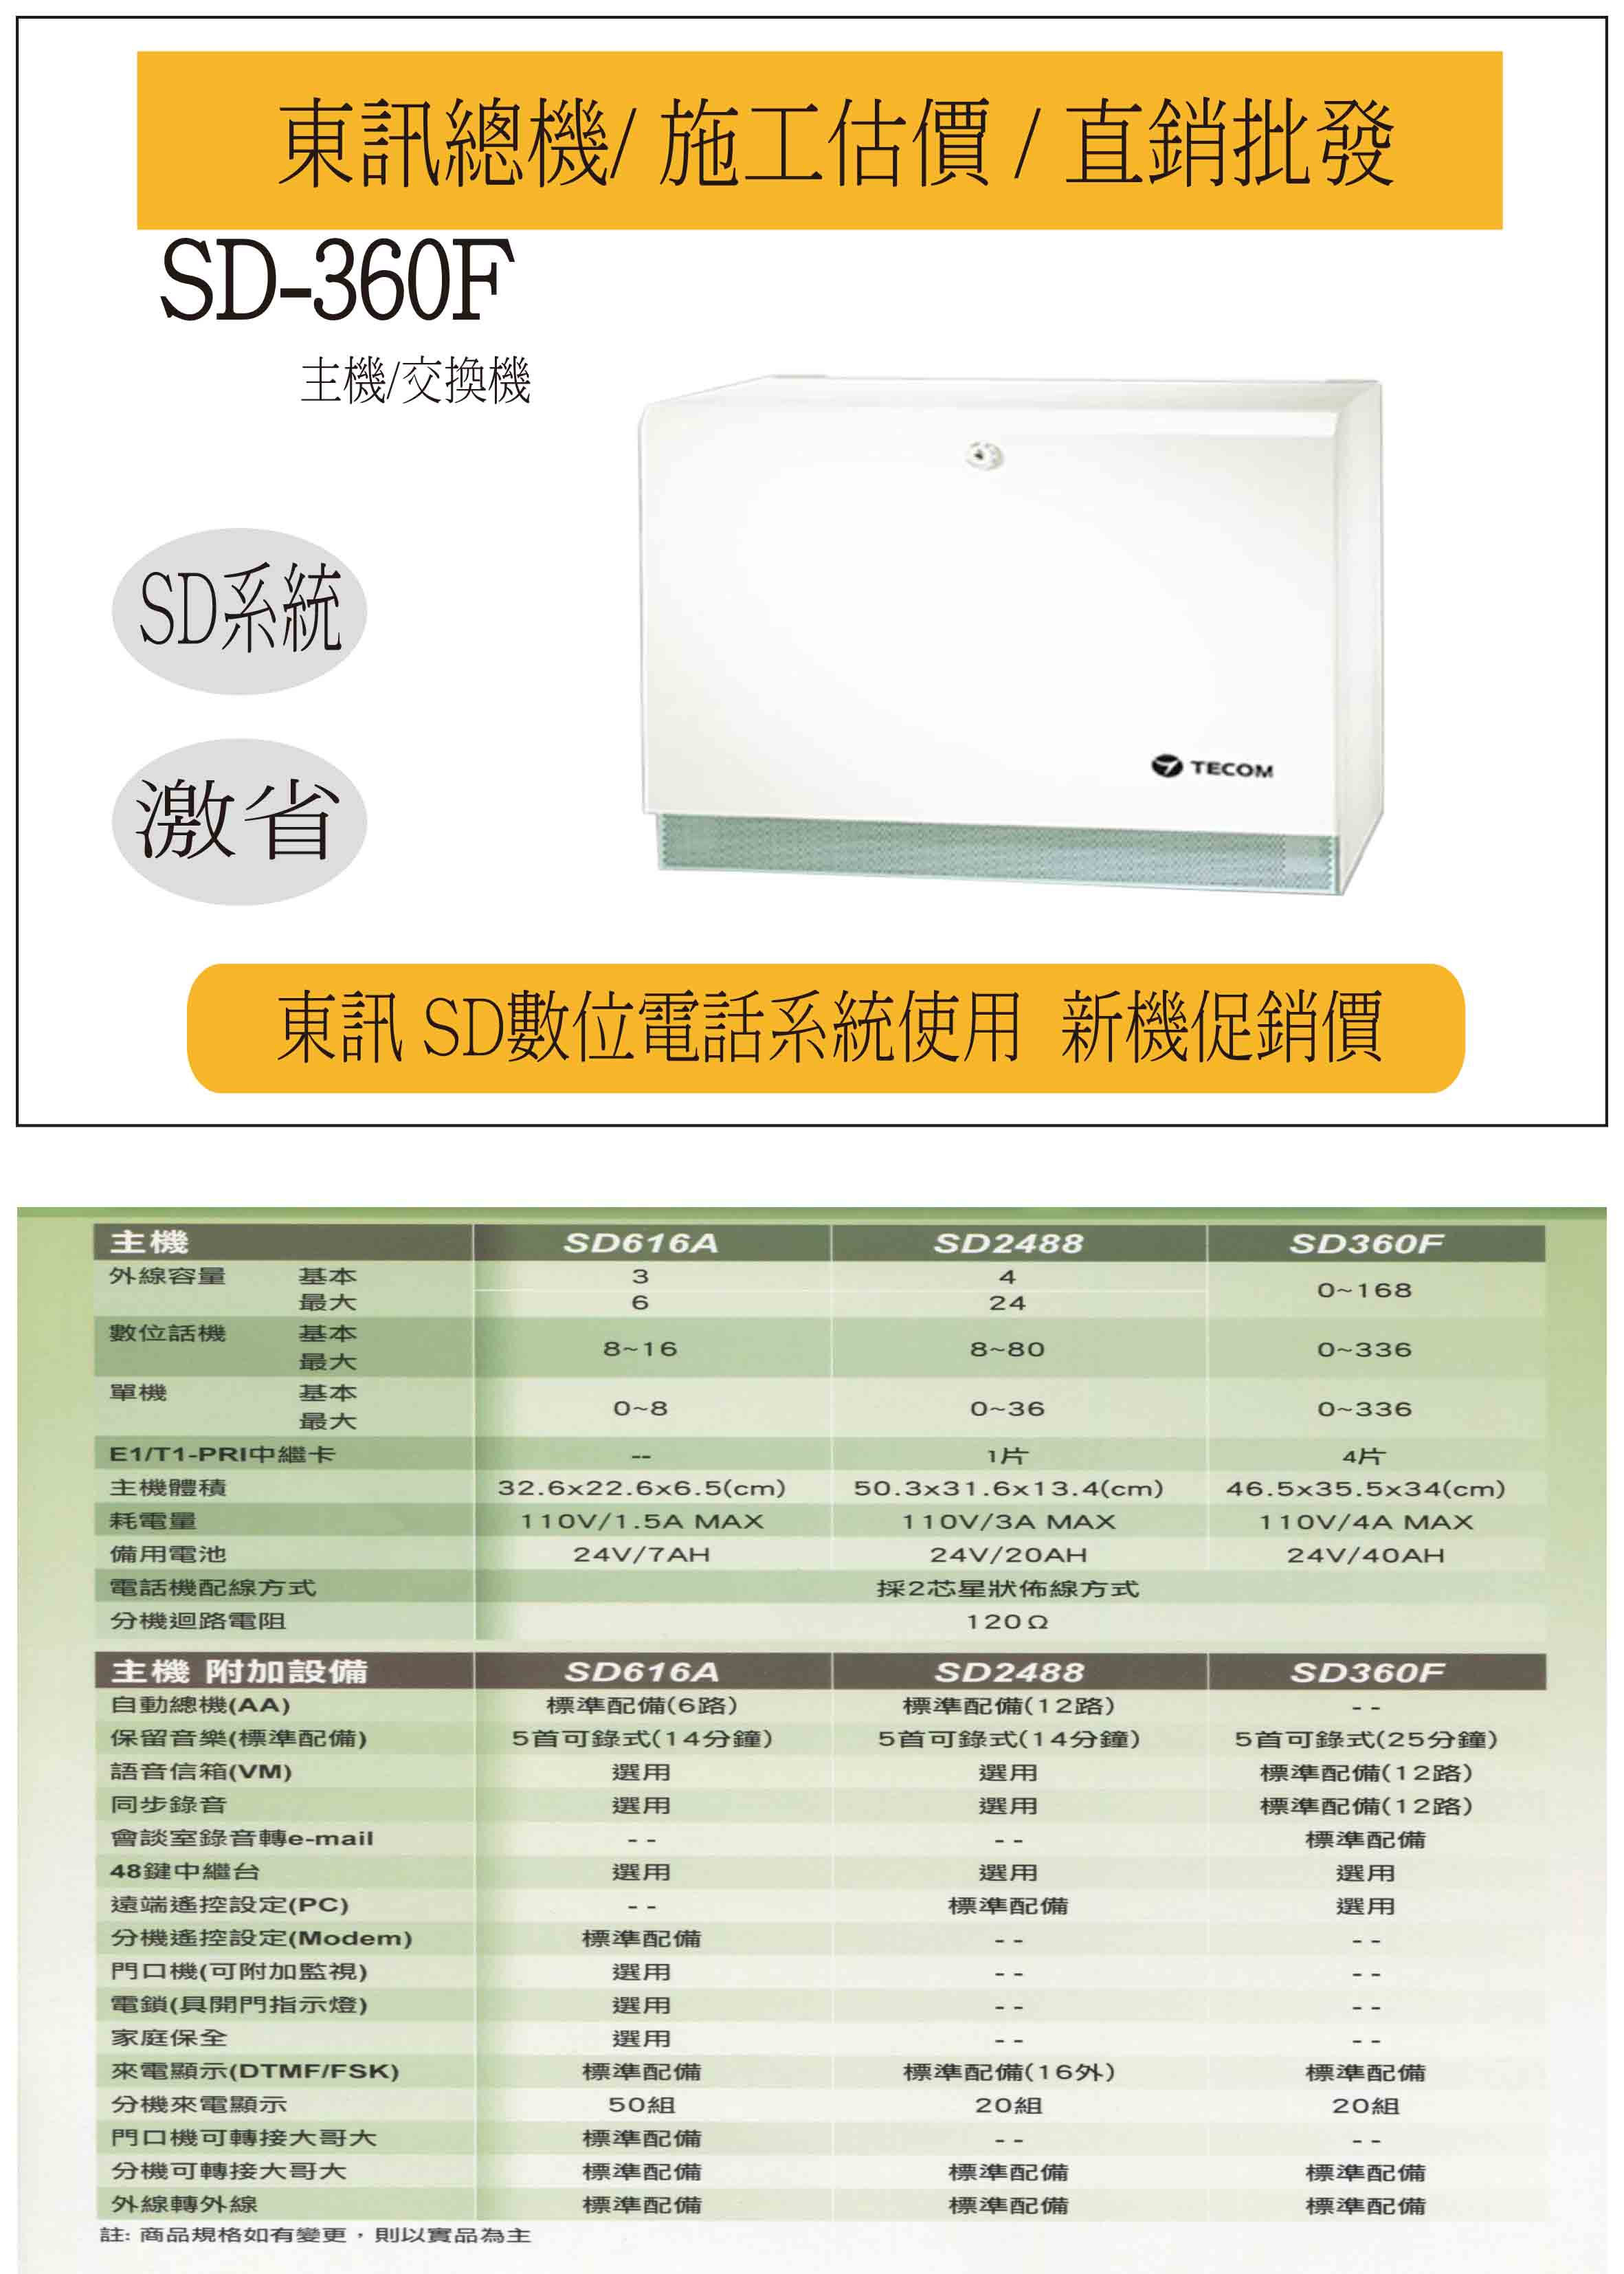 東訊總機/ 施工估價 / 直銷批發
SD-360F
主機/交換機
SD系統
激省
TECOM
東訊 SD數位電話系統使用 新機促銷價
主機 SD616A SD2488 SD360F
外線容量 基本 3 4 0~168
最大 6 24
數位話機 基本 8~16 8~80 0~336
最大
單機 基本 0~8 0~36 0~336
最大
E1/T1-PRI中繼卡 -- 1片 4片
主機體積 32.6x22.6x6.5(cm) 50.3x31.6x13.4(cm) 46.5x35.5x34(cm)
耗電量 110V/1.5A MAX 110V/3A MAX 110V/4A MAX
備用電池 24V/7AH 24V/20AH 24V/40AH
電話機配線方式 採2芯星狀佈線方式
分機迴路電阻 120Ω
主機 附加設備 SD616A SD2488 SD360F
自動總機(AA) 標準配備(6路) 標準配備(12路) --
保留音樂(標準配備) 5首可錄式(14分鐘) 5首可錄式(14分鐘) 5首可錄式(25分鐘)
語音信箱(VM) 選用 選用 標準配備(12路)
同步錄音 選用 選用 標準配備(12路)
會談室錄音轉e-mail -- -- 標準配備
48鍵中繼台 選用 選用 選用
遠端遙控設定(PC) -- 標準配備 選用
分機遙控設定(Modem) 標準配備 -- --
門口機(可附加監視) 選用 -- --
電鎖(具開門指示燈) 選用 -- --
家庭保全 選用 -- --
來電顯示(DTMF/FSK) 標準配備 標準配備(16外) 標準配備
分機來電顯示 50組 20組 20組
門口機可轉接大哥大 標準配備 -- --
分機可轉接大哥大 標準配備 標準配備 標準配備
外線轉外線 標準配備 標準配備 標準配備
註: 商品規格如有變更，則以實品為主